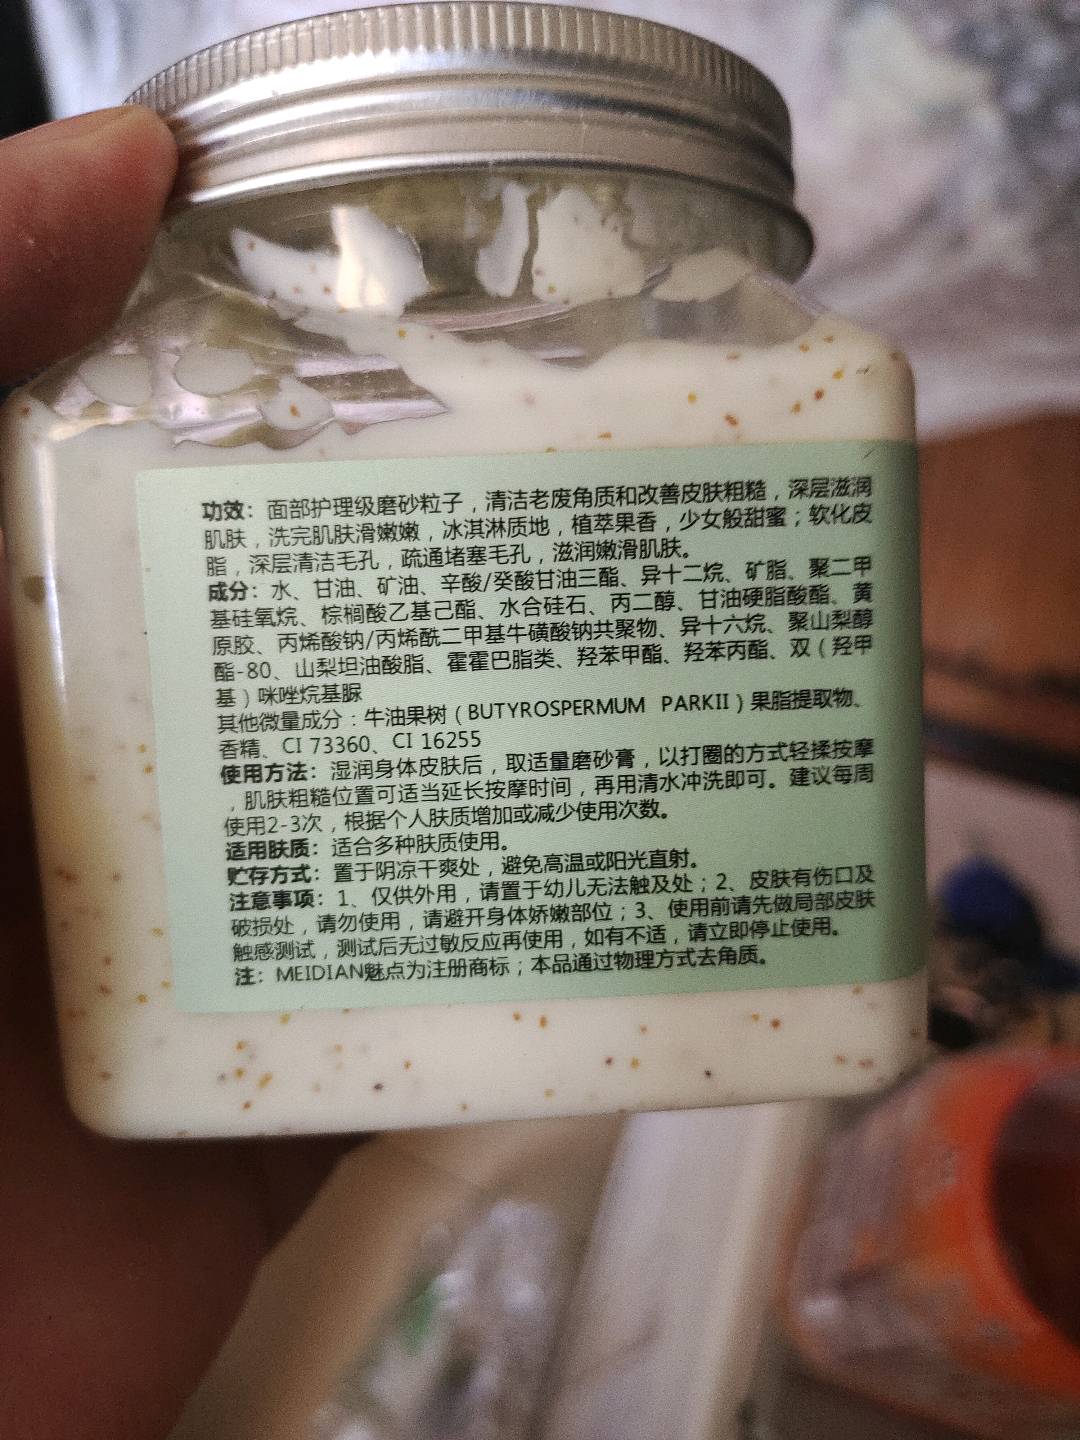 功效：面部护理级磨砂粒子，清洁老废角质和改善皮肤粗糙，深层滋润
肌肤，洗完肌肤滑嫩嫩，冰淇淋质地，植萃果香，少女般甜蜜；软化皮
脂，深层清洁毛孔，疏通堵塞毛孔，滋润嫩滑肌肤。
成分：水、甘油、矿油、辛酸/癸酸甘油三酯、异十二烷、矿脂、聚二甲
基硅氧烷、棕榈酸乙基己酯、水合硅石、丙二醇、甘油硬脂酸酯、黄
原胶、丙烯酸钠/丙烯酰二甲基牛磺酸钠共聚物、异十六烷、聚山梨醇
酯-80、山梨坦油酸脂、霍霍巴脂类、羟苯甲酯、羟苯丙酯、双（羟甲
基）咪唑烷基脲
其他微量成分：牛油果树（BUTYROSPERMUM PARKII）果脂提取物、
香精、CI 73360、CI 16255
使用方法：湿润身体皮肤后，取适量磨砂膏，以打圈的方式轻揉按摩
，肌肤粗糙位置可适当延长按摩时间，再用清水冲洗即可。建议每周
使用2-3次，根据个人肤质增加或减少使用次数。
适用肤质：适合多种肤质使用。
贮存方式：置于阴凉干爽处，避免高温或阳光直射。
注意事项：1、仅供外用，请置于幼儿无法触及处；2、皮肤有伤口及
破损处，请勿使用，请避开身体娇嫩部位；3、使用前请先做局部皮肤
触感测试，测试后无过敏反应再使用，如有不适，请立即停止使用。
注：MEIDIAN魅点为注册商标；本品通过物理方式去角质。